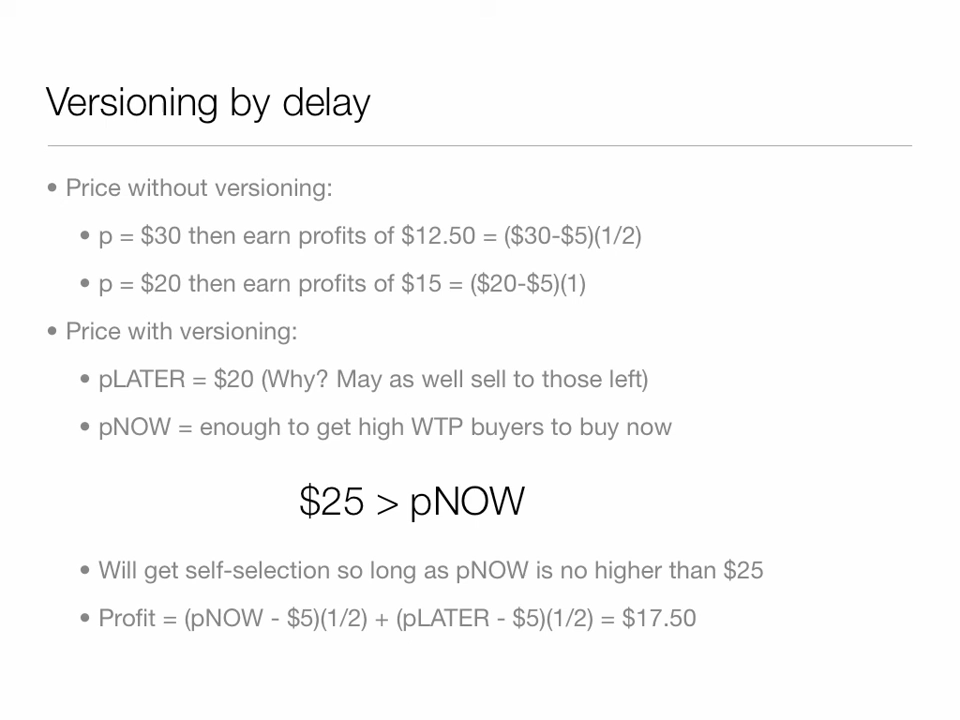 Versioning by delay
• Price without versioning:
• p = $30 then earn profits of $12.50 = ($30-$5)(1/2)
• p = $20 then earn profits of $15 = ($20-$5)(1)
• Price with versioning:
• pLATER = $20 (Why? May as well sell to those left)
• pNOW = enough to get high WTP buyers to buy now
$25 > pNOW
• Will get self-selection so long as pNOW is no higher than $25
• Profit = (pNOW - $5)(1/2) + (pLATER - $5)(1/2) = $17.50